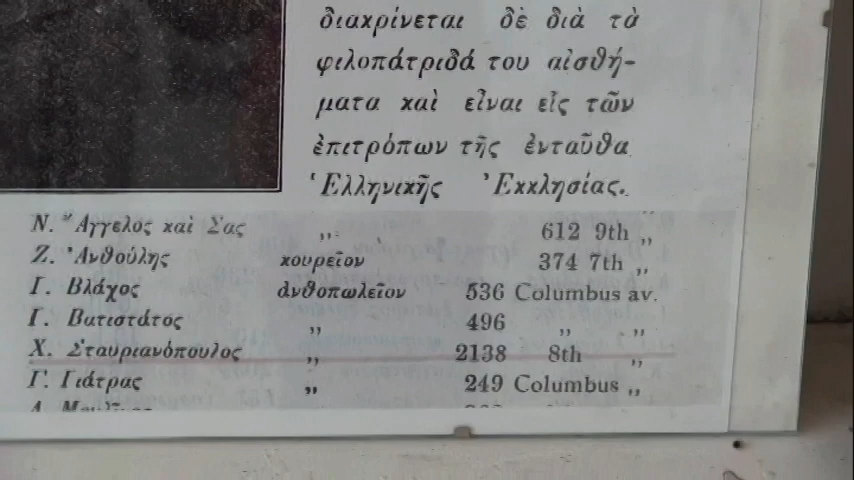 διακρίνεται δὲ διὰ τὰ
φιλοπάτριδά του αἰσθή-
ματα καὶ εἶναι εἷς τῶν
ἐπιτρόπων τῆς ἐνταῦθα
Ἑλληνικῆς Ἐκκλησίας.
Ν. Ἄγγελος καὶ Σας ,, 612 9th ,,
Ζ. Ἀνθούλης κουρεῖον 374 7th ,,
Γ. Βλάχος ἀνθοπωλεῖον 536 Columbus av.
Γ. Βατιστάτος ,, 496 ,, ,,
Χ. Σταυριανόπουλος ,, 2138 8th ,,
Γ. Γιάτρας ,, 249 Columbus ,,